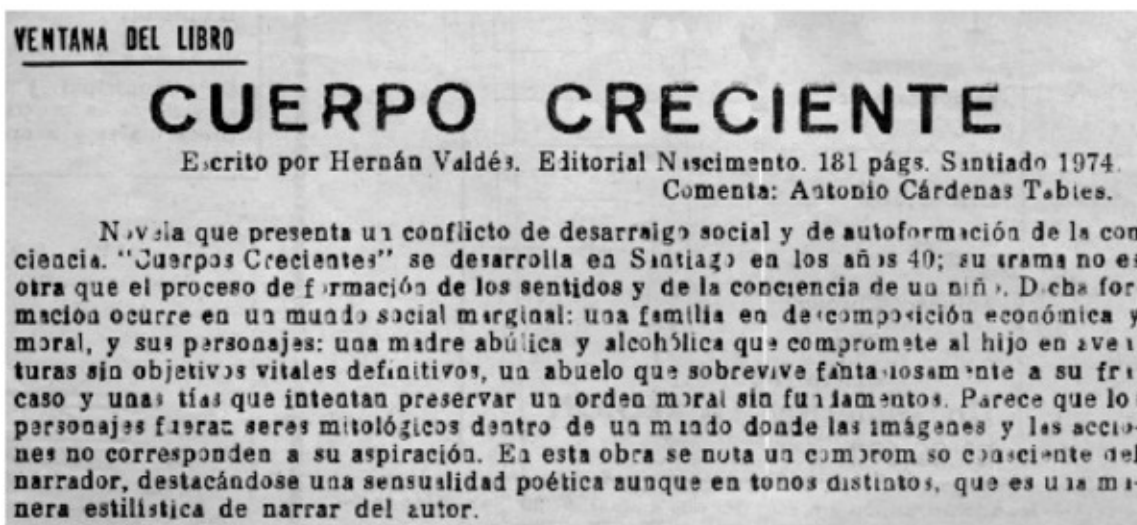 VENTANA DEL LIBRO
CUERPO CRECIENTE
Escrito por Hernán Valdés. Editorial Nascimento. 181 págs. Santiado 1974.
Comenta: Antonio Cárdenas Tabies.
Novela que presenta un conflicto de desarraigo social y de autoformación de la con
ciencia. "Cuerpos Crecientes" se desarrolla en Santiago en los años 40; su trama no es
otra que el proceso de formación de los sentidos y de la conciencia de un niño. Dicha for
mación ocurre en un mundo social marginal: una familia en descomposición económica y
moral, y sus personajes: una madre abúlica y alcohólica que compromete al hijo en aven
turas sin objetivos vitales definitivos, un abuelo que sobrevive fantasiosamente a su fra
caso y unas tías que intentan preservar un orden moral sin fundamentos. Parece que lo
personajes fueran seres mitológicos dentro de un mundo donde las imágenes y las accio-
nes no corresponden a su aspiración. En esta obra se nota un compromiso consciente del
narrador, destacándose una sensualidad poética aunque en tonos distintos, que es una ma-
nera estilística de narrar del autor.